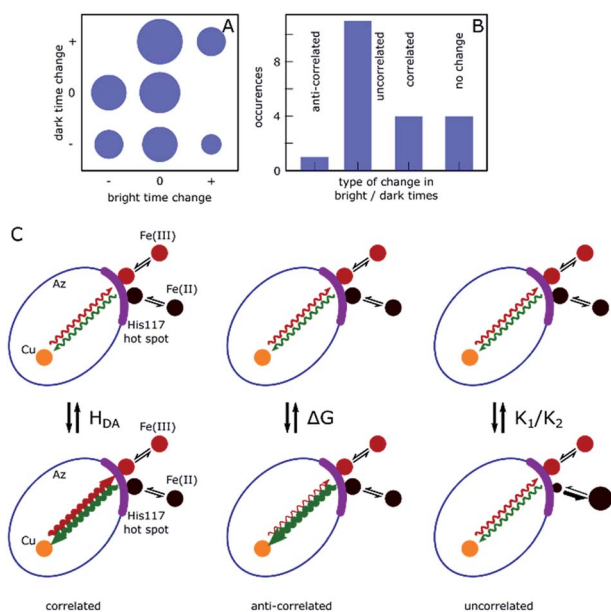 A
dark time change
+
0
-
- 0 +
bright time change
B
occurences
8
4
0
anti-correlated
uncorrelated
correlated
no change
type of change in
bright / dark times
C
Fe(III)
Az
Fe(II)
Cu
His117
hot spot
H_DA
ΔG
K₁/K₂
Fe(III)
Az
Fe(II)
Cu
His117
hot spot
correlated
anti-correlated
uncorrelated